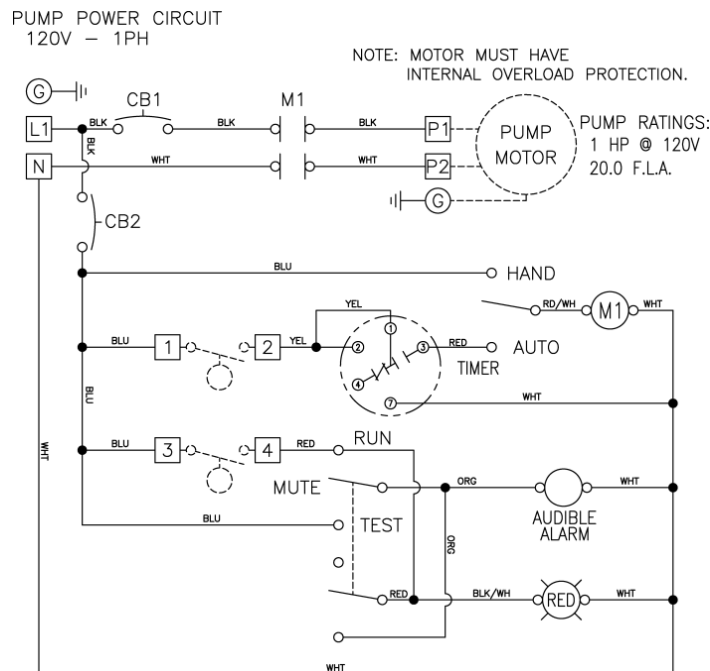 PUMP POWER CIRCUIT
120V – 1PH
NOTE: MOTOR MUST HAVE
INTERNAL OVERLOAD PROTECTION.
G
CB1
M1
L1
BLK
BLK
BLK
P1
PUMP
MOTOR
PUMP RATINGS:
1 HP @ 120V
20.0 F.L.A.
BLK
N
WHT
WHT
P2
G
CB2
BLU
HAND
RD/WH
M1
WHT
YEL
1
BLU
1
2
YEL
2
3
RED
AUTO
TIMER
4
7
WHT
BLU
WHT
BLU
3
4
RED
RUN
MUTE
ORG
WHT
AUDIBLE
ALARM
BLU
TEST
ORG
RED
BLK/WH
RED
WHT
WHT